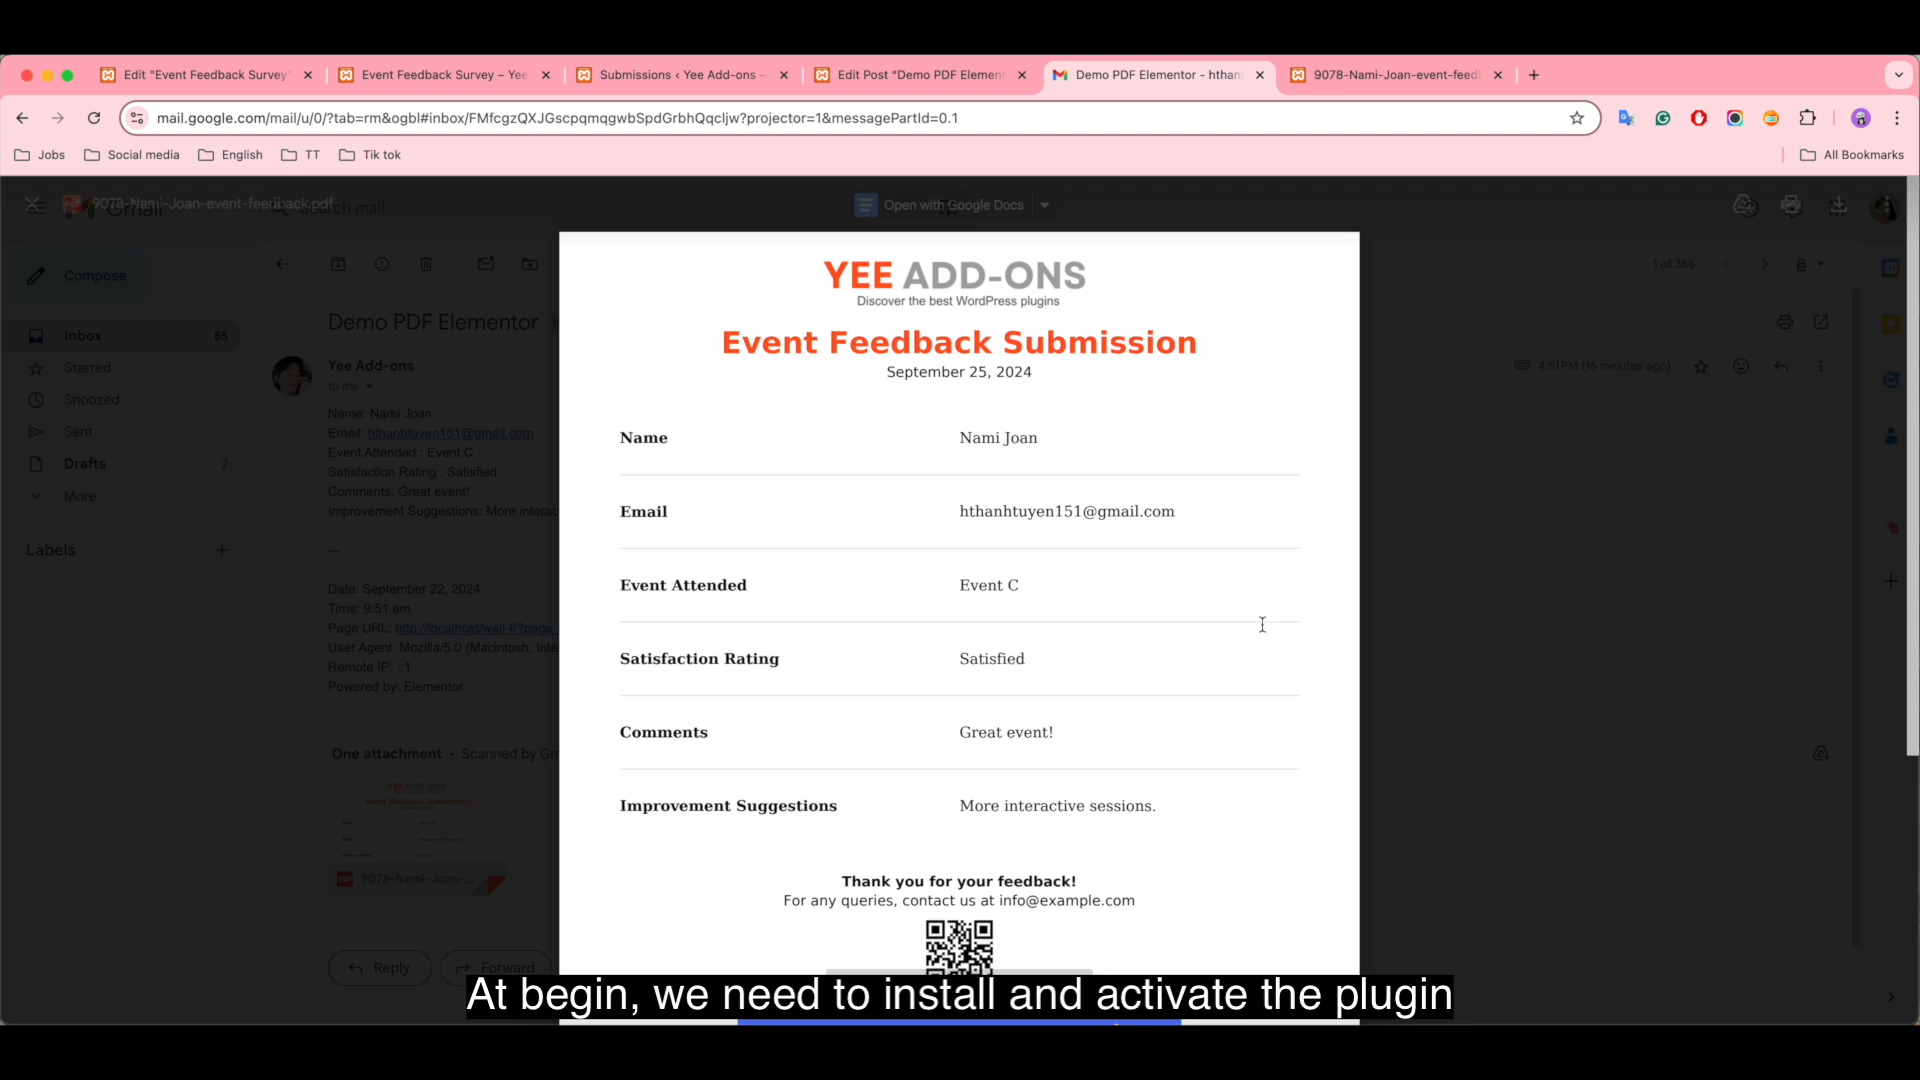 Edit "Event Feedback Survey"
Event Feedback Survey – Yee
Submissions ‹ Yee Add-ons –
Edit Post "Demo PDF Element
Demo PDF Elementor - hthan
9078-Nami-Joan-event-feed
mail.google.com/mail/u/0/?tab=rm&ogbl#inbox/FMfcgzQXJGscpqmqgwbSpdGrbhQqcljw?projector=1&messagePartId=0.1
Jobs
Social media
English
TT
Tik tok
All Bookmarks
9078-Nami-Joan-event-feedback.pdf
Gmail
Search mail
Open with Google Docs
Compose
1 of 366
Inbox 85
Starred
Snoozed
Sent
Drafts 2
More
Labels
Demo PDF Elementor
Yee Add-ons
to me
4:51 PM (16 minutes ago)
Name: Nami Joan
Email: hthanhtuyen151@gmail.com
Event Attended : Event C
Satisfaction Rating : Satisfied
Comments: Great event!
Improvement Suggestions: More interac
—
Date: September 22, 2024
Time: 9:51 am
Page URL: http://localhost/wall-f/?page_
User Agent: Mozilla/5.0 (Macintosh; Inte
Remote IP: ::1
Powered by: Elementor
One attachment • Scanned by Gm
PDF 9078-Nami-Joan-...
Reply
Forward
YEE ADD-ONS
Discover the best WordPress plugins
Event Feedback Submission
September 25, 2024
Name Nami Joan
Email hthanhtuyen151@gmail.com
Event Attended Event C
Satisfaction Rating Satisfied
Comments Great event!
Improvement Suggestions More interactive sessions.
Thank you for your feedback!
For any queries, contact us at info@example.com
At begin, we need to install and activate the plugin